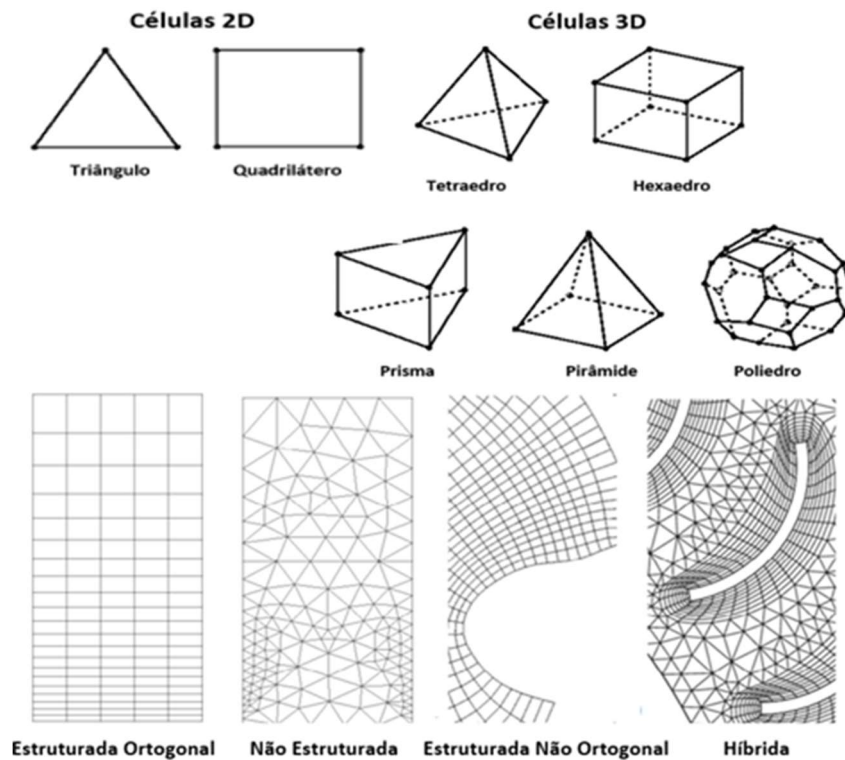 Células 2D
Células 3D
Triângulo
Quadrilátero
Tetraedro
Hexaedro
Prisma
Pirâmide
Poliedro
Estruturada Ortogonal
Não Estruturada
Estruturada Não Ortogonal
Híbrida